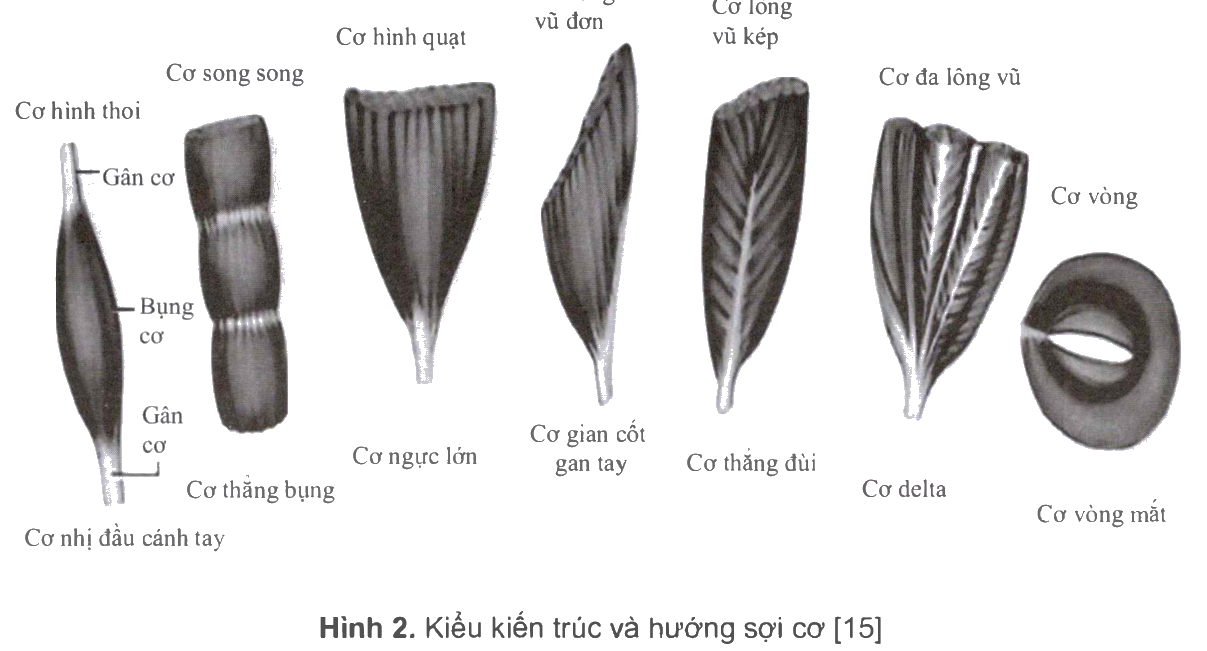 vũ đơn
Cơ lông
vũ kép
Cơ hình quạt
Cơ song song
Cơ đa lông vũ
Cơ hình thoi
Gân cơ
Cơ vòng
Bụng
cơ
Gân
cơ
Cơ gian cốt
gan tay
Cơ ngực lớn
Cơ thẳng đùi
Cơ thẳng bụng
Cơ delta
Cơ vòng mắt
Cơ nhị đầu cánh tay
Hình 2. Kiểu kiến trúc và hướng sợi cơ [15]